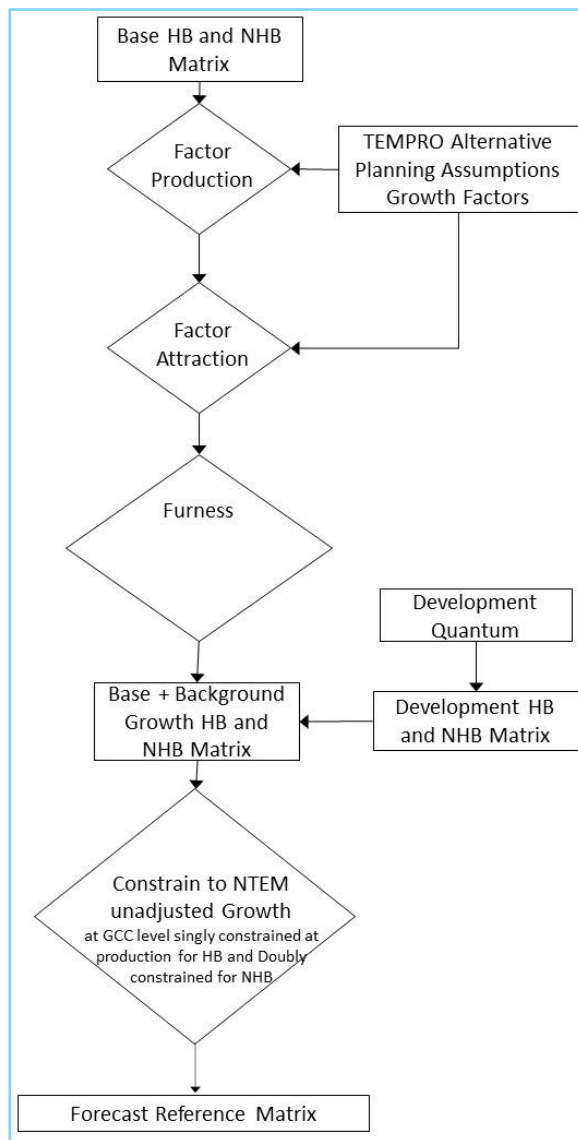 Base HB and NHB
Matrix
Factor
Production
TEMPRO Alternative
Planning Assumptions
Growth Factors
Factor
Attraction
Furness
Development
Quantum
Base + Background
Growth HB and
NHB Matrix
Development HB
and NHB Matrix
Constrain to NTEM
unadjusted Growth
at GCC level singly constrained at
production for HB and Doubly
constrained for NHB
Forecast Reference Matrix